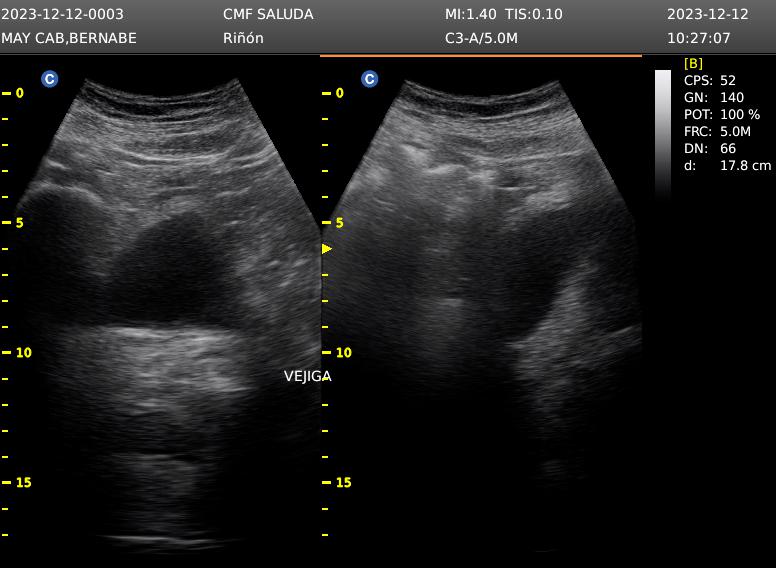 2023-12-12-0003 CMF SALUDA MI:1.40 TIS:0.10 2023-12-12
MAY CAB,BERNABE Riñón C3-A/5.0M 10:27:07
[B]
CPS: 52
GN: 140
POT: 100 %
FRC: 5.0M
DN: 66
d: 17.8 cm
C
C
0
0
5
5
10
10
VEJIGA
15
15